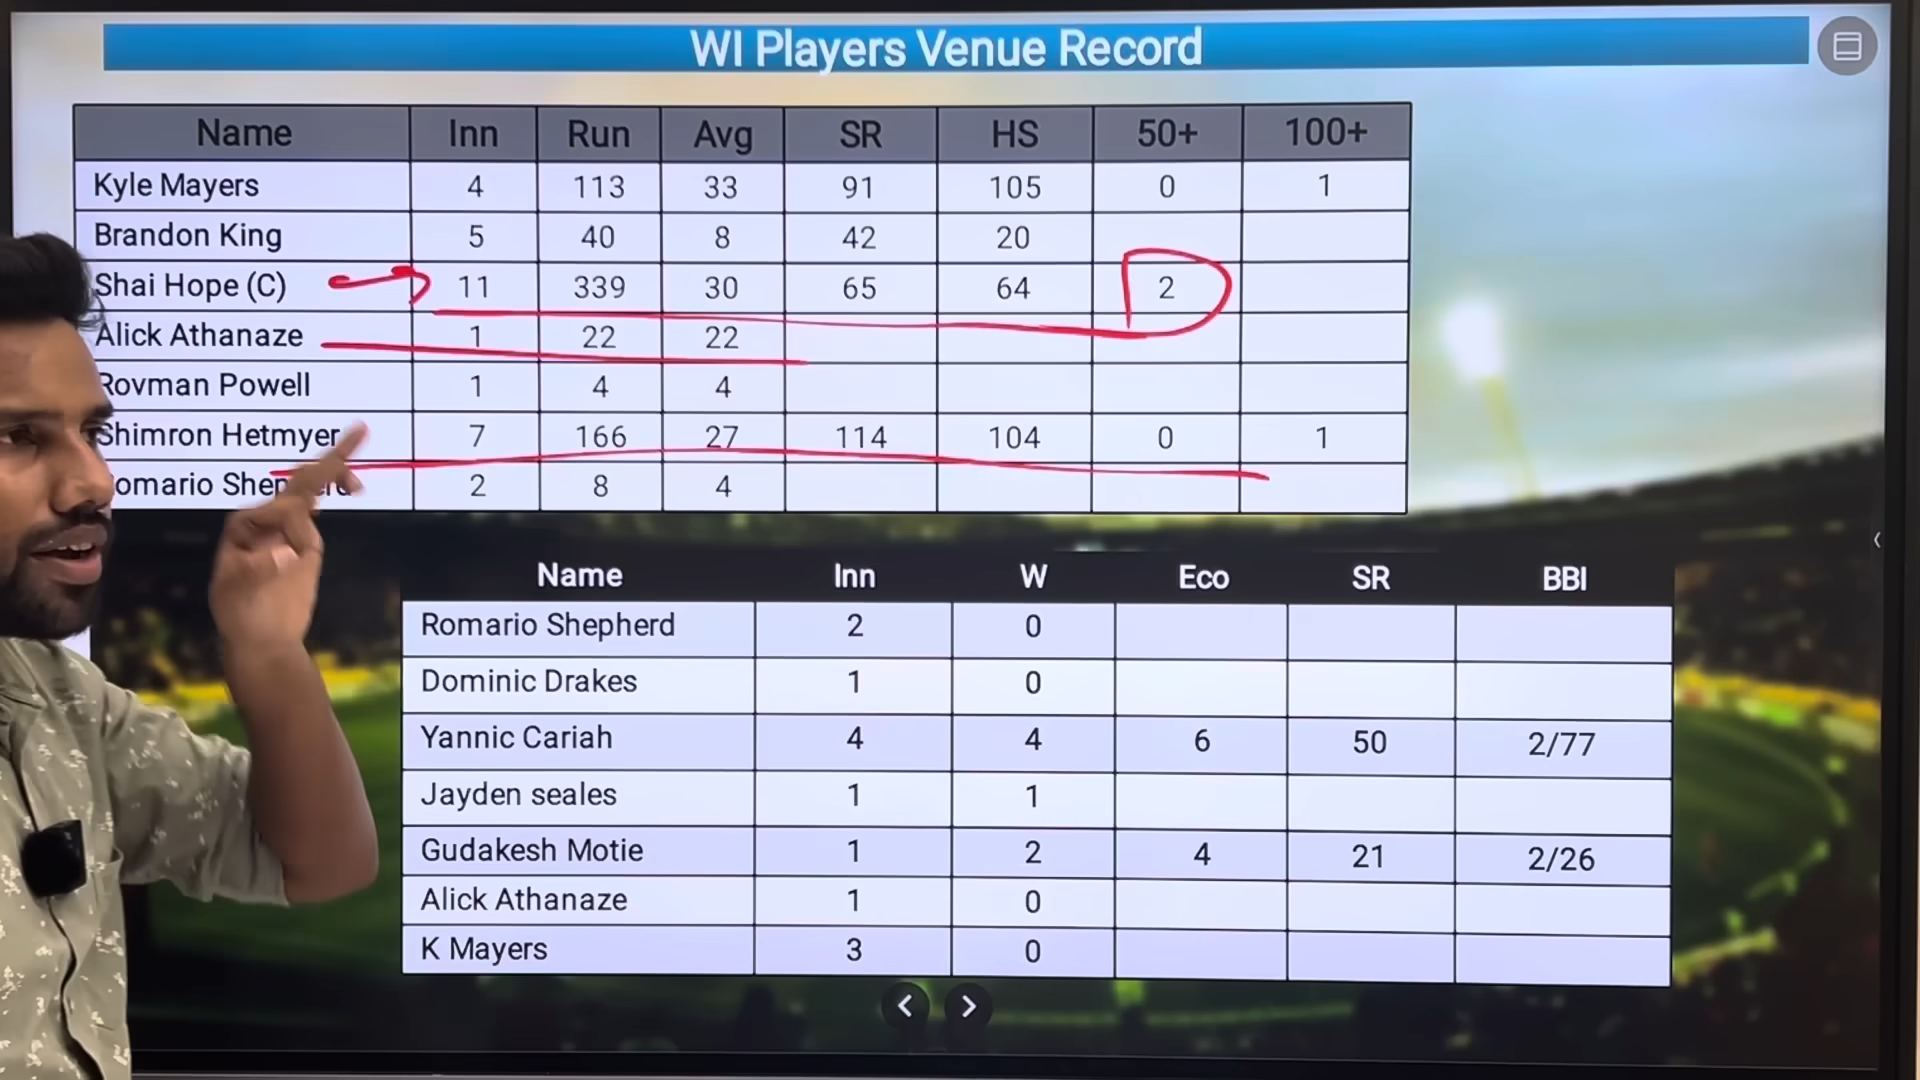 WI Players Venue Record
Name Inn Run Avg SR HS 50+ 100+
Kyle Mayers 4 113 33 91 105 0 1
Brandon King 5 40 8 42 20
Shai Hope (C) 11 339 30 65 64 2
Alick Athanaze 1 22 22
Rovman Powell 1 4 4
Shimron Hetmyer 7 166 27 114 104 0 1
omario 2 8 4
Name Inn W Eco SR BBI
Romario Shepherd 2 0
Dominic Drakes 1 0
Yannic Cariah 4 4 6 50 2/77
Jayden seales 1 1
Gudakesh Motie 1 2 4 21 2/26
Alick Athanaze 1 0
K Mayers 3 0